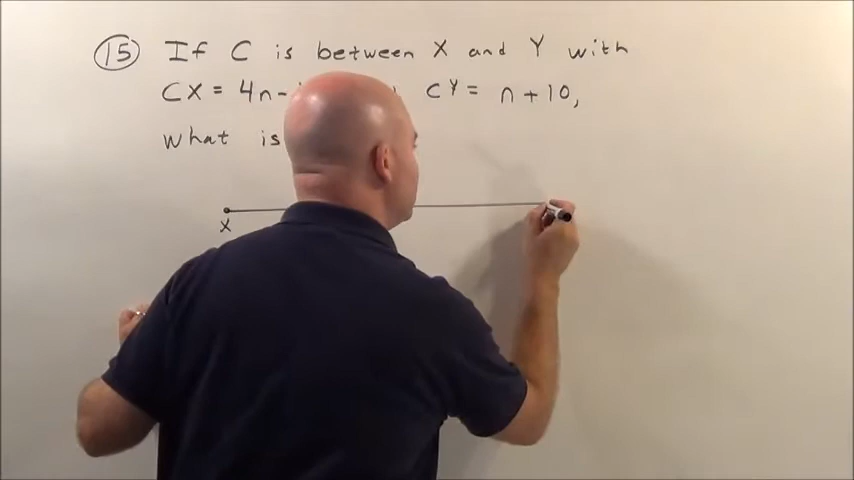 15 If C is between X and Y with
CX = 4n- CY = n + 10,
what is
X